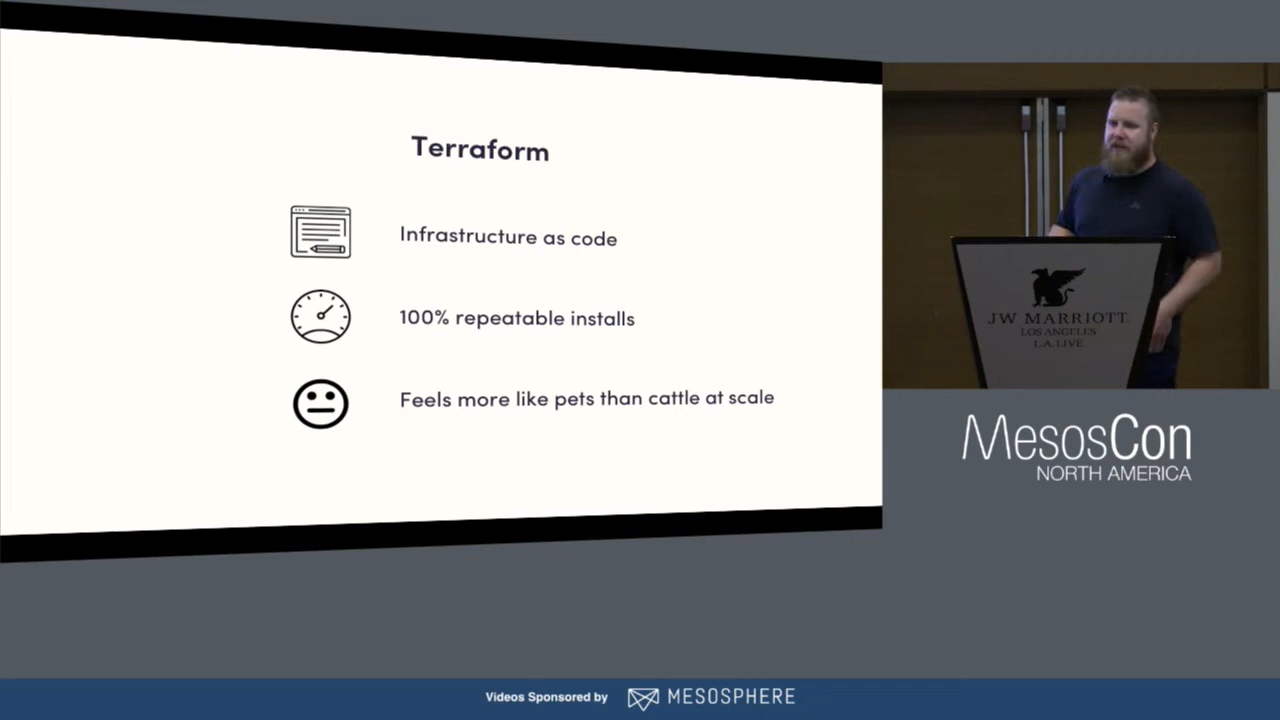 Terraform
Infrastructure as code
100% repeatable installs
Feels more like pets than cattle at scale
JW MARRIOTT
LOS ANGELES
L.A. LIVE
MesosCon
NORTH AMERICA
Videos Sponsored by MESOSPHERE